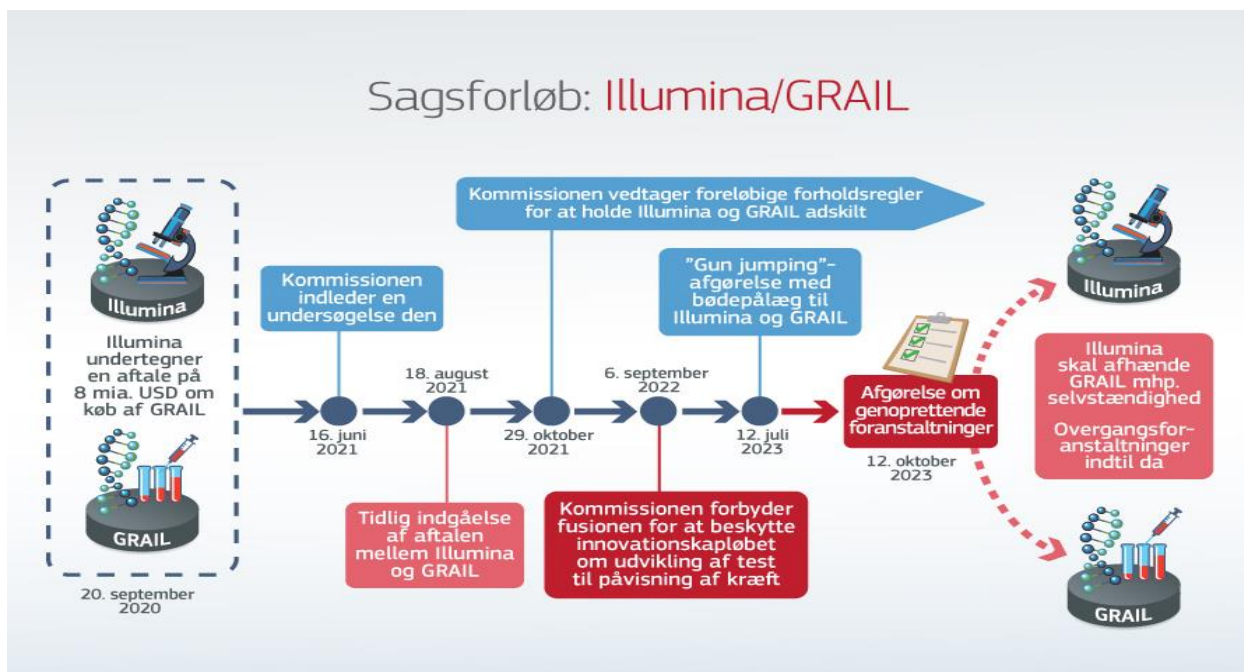 Sagsforløb: Illumina/GRAIL
Illumina
Illumina
undertegner
en aftale på
8 mia. USD om
køb af GRAIL
GRAIL
20. september
2020
Kommissionen
indleder en
undersøgelse den
16. juni
2021
18. august
2021
Tidlig indgåelse
af aftalen
mellem Illumina
og GRAIL
Kommissionen vedtager foreløbige forholdsregler
for at holde Illumina og GRAIL adskilt
29. oktober
2021
6. september
2022
Kommissionen forbyder
fusionen for at beskytte
innovationskapløbet
om udvikling af test
til påvisning af kræft
"Gun jumping"-
afgørelse med
bødepålæg til
Illumina og GRAIL
12. juli
2023
Afgørelse om
genoprettende
foranstaltninger
12. oktober
2023
Illumina
Illumina
skal afhænde
GRAIL mhp.
selvstændighed
Overgangsfor-
anstaltninger
indtil da
GRAIL